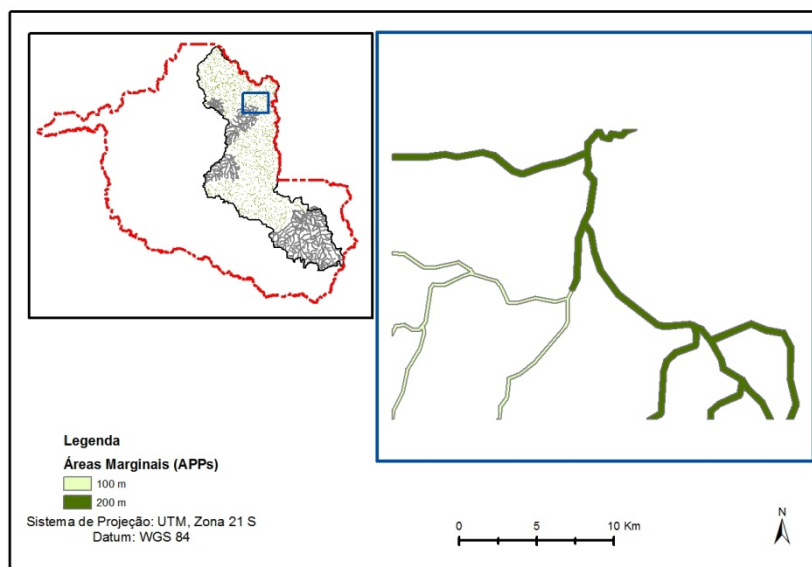 Legenda
Áreas Marginais (APPs)
100 m
200 m
Sistema de Projeção: UTM, Zona 21 S
Datum: WGS 84
0 5 10 Km
N